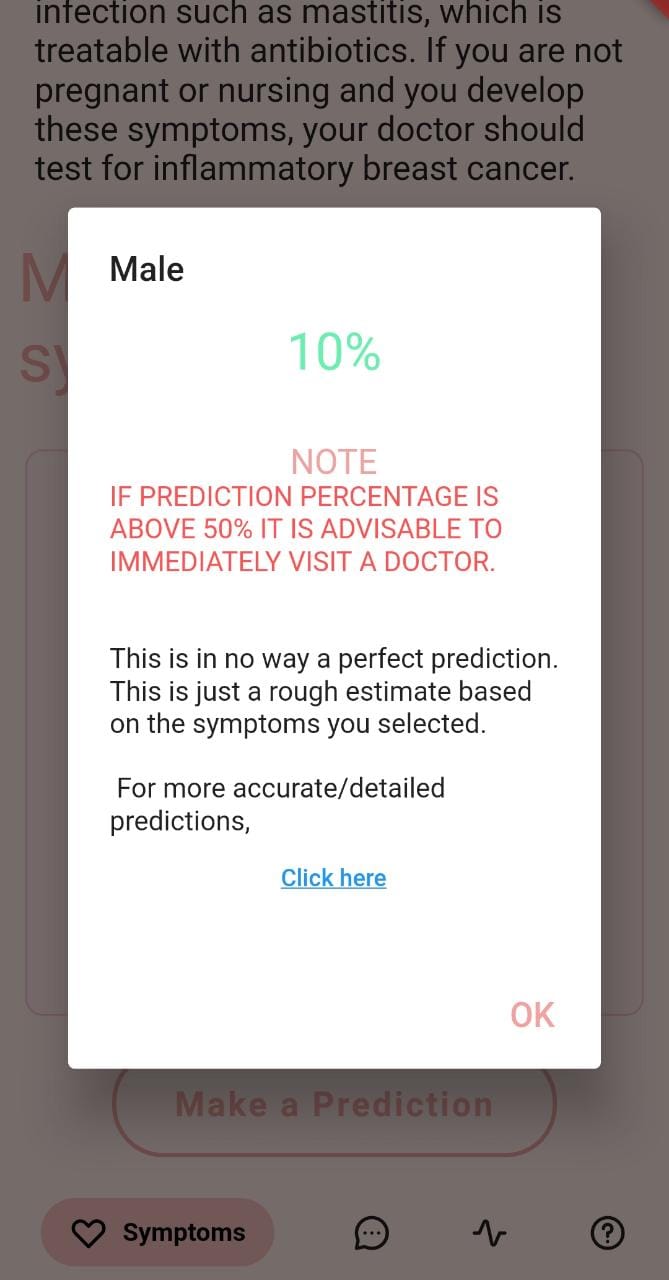 infection such as mastitis, which is
treatable with antibiotics. If you are not
pregnant or nursing and you develop
these symptoms, your doctor should
test for inflammatory breast cancer.
Male
10%
NOTE
IF PREDICTION PERCENTAGE IS
ABOVE 50% IT IS ADVISABLE TO
IMMEDIATELY VISIT A DOCTOR.
This is in no way a perfect prediction.
This is just a rough estimate based
on the symptoms you selected.
For more accurate/detailed
predictions,
Click here
OK
Make a Prediction
Symptoms